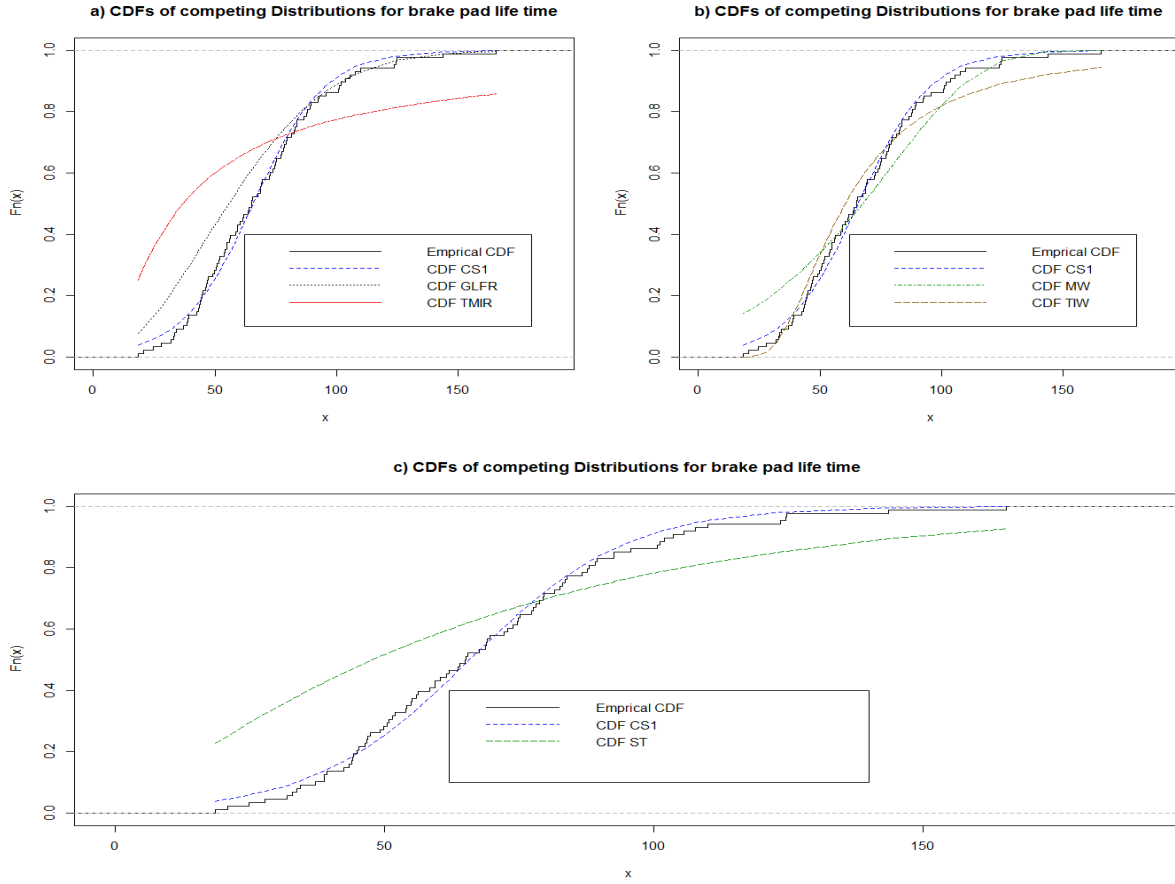 a) CDFs of competing Distributions for brake pad life time
Fn(x)
1.0
0.8
0.6
0.4
0.2
0.0
Emprical CDF
CDF CS1
CDF GLFR
CDF TMIR
0 50 100 150
x
b) CDFs of competing Distributions for brake pad life time
Fn(x)
1.0
0.8
0.6
0.4
0.2
0.0
Emprical CDF
CDF CS1
CDF MW
CDF TIW
0 50 100 150
x
c) CDFs of competing Distributions for brake pad life time
Fn(x)
1.0
0.8
0.6
0.4
0.2
0.0
Emprical CDF
CDF CS1
CDF ST
0 50 100 150
x